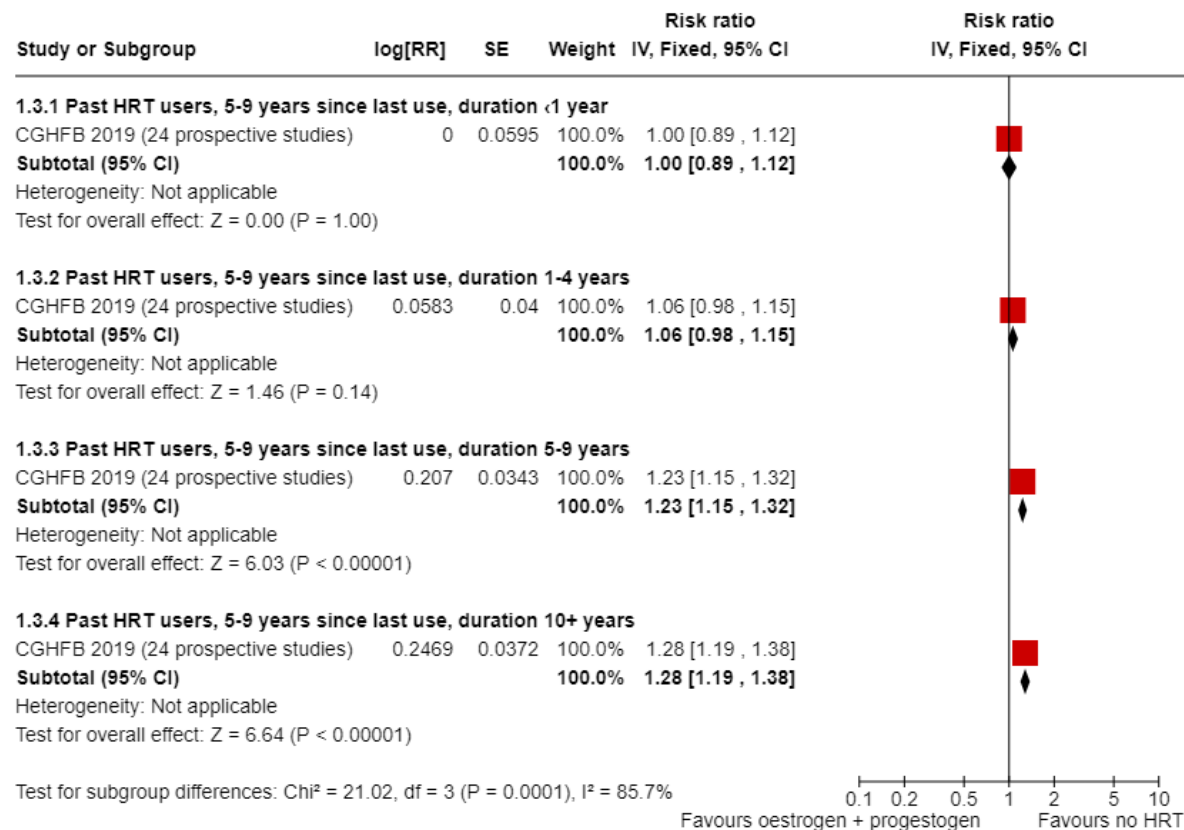 Risk ratio Risk ratio
Study or Subgroup log[RR] SE Weight IV, Fixed, 95% CI IV, Fixed, 95% CI
1.3.1 Past HRT users, 5-9 years since last use, duration <1 year
CGHFB 2019 (24 prospective studies) 0 0.0595 100.0% 1.00 [0.89 , 1.12]
Subtotal (95% CI) 100.0% 1.00 [0.89 , 1.12]
Heterogeneity: Not applicable
Test for overall effect: Z = 0.00 (P = 1.00)
1.3.2 Past HRT users, 5-9 years since last use, duration 1-4 years
CGHFB 2019 (24 prospective studies) 0.0583 0.04 100.0% 1.06 [0.98 , 1.15]
Subtotal (95% CI) 100.0% 1.06 [0.98 , 1.15]
Heterogeneity: Not applicable
Test for overall effect: Z = 1.46 (P = 0.14)
1.3.3 Past HRT users, 5-9 years since last use, duration 5-9 years
CGHFB 2019 (24 prospective studies) 0.207 0.0343 100.0% 1.23 [1.15 , 1.32]
Subtotal (95% CI) 100.0% 1.23 [1.15 , 1.32]
Heterogeneity: Not applicable
Test for overall effect: Z = 6.03 (P < 0.00001)
1.3.4 Past HRT users, 5-9 years since last use, duration 10+ years
CGHFB 2019 (24 prospective studies) 0.2469 0.0372 100.0% 1.28 [1.19 , 1.38]
Subtotal (95% CI) 100.0% 1.28 [1.19 , 1.38]
Heterogeneity: Not applicable
Test for overall effect: Z = 6.64 (P < 0.00001)
Test for subgroup differences: Chi² = 21.02, df = 3 (P = 0.0001), I² = 85.7%
0.1 0.2 0.5 1 2 5 10
Favours oestrogen + progestogen Favours no HRT